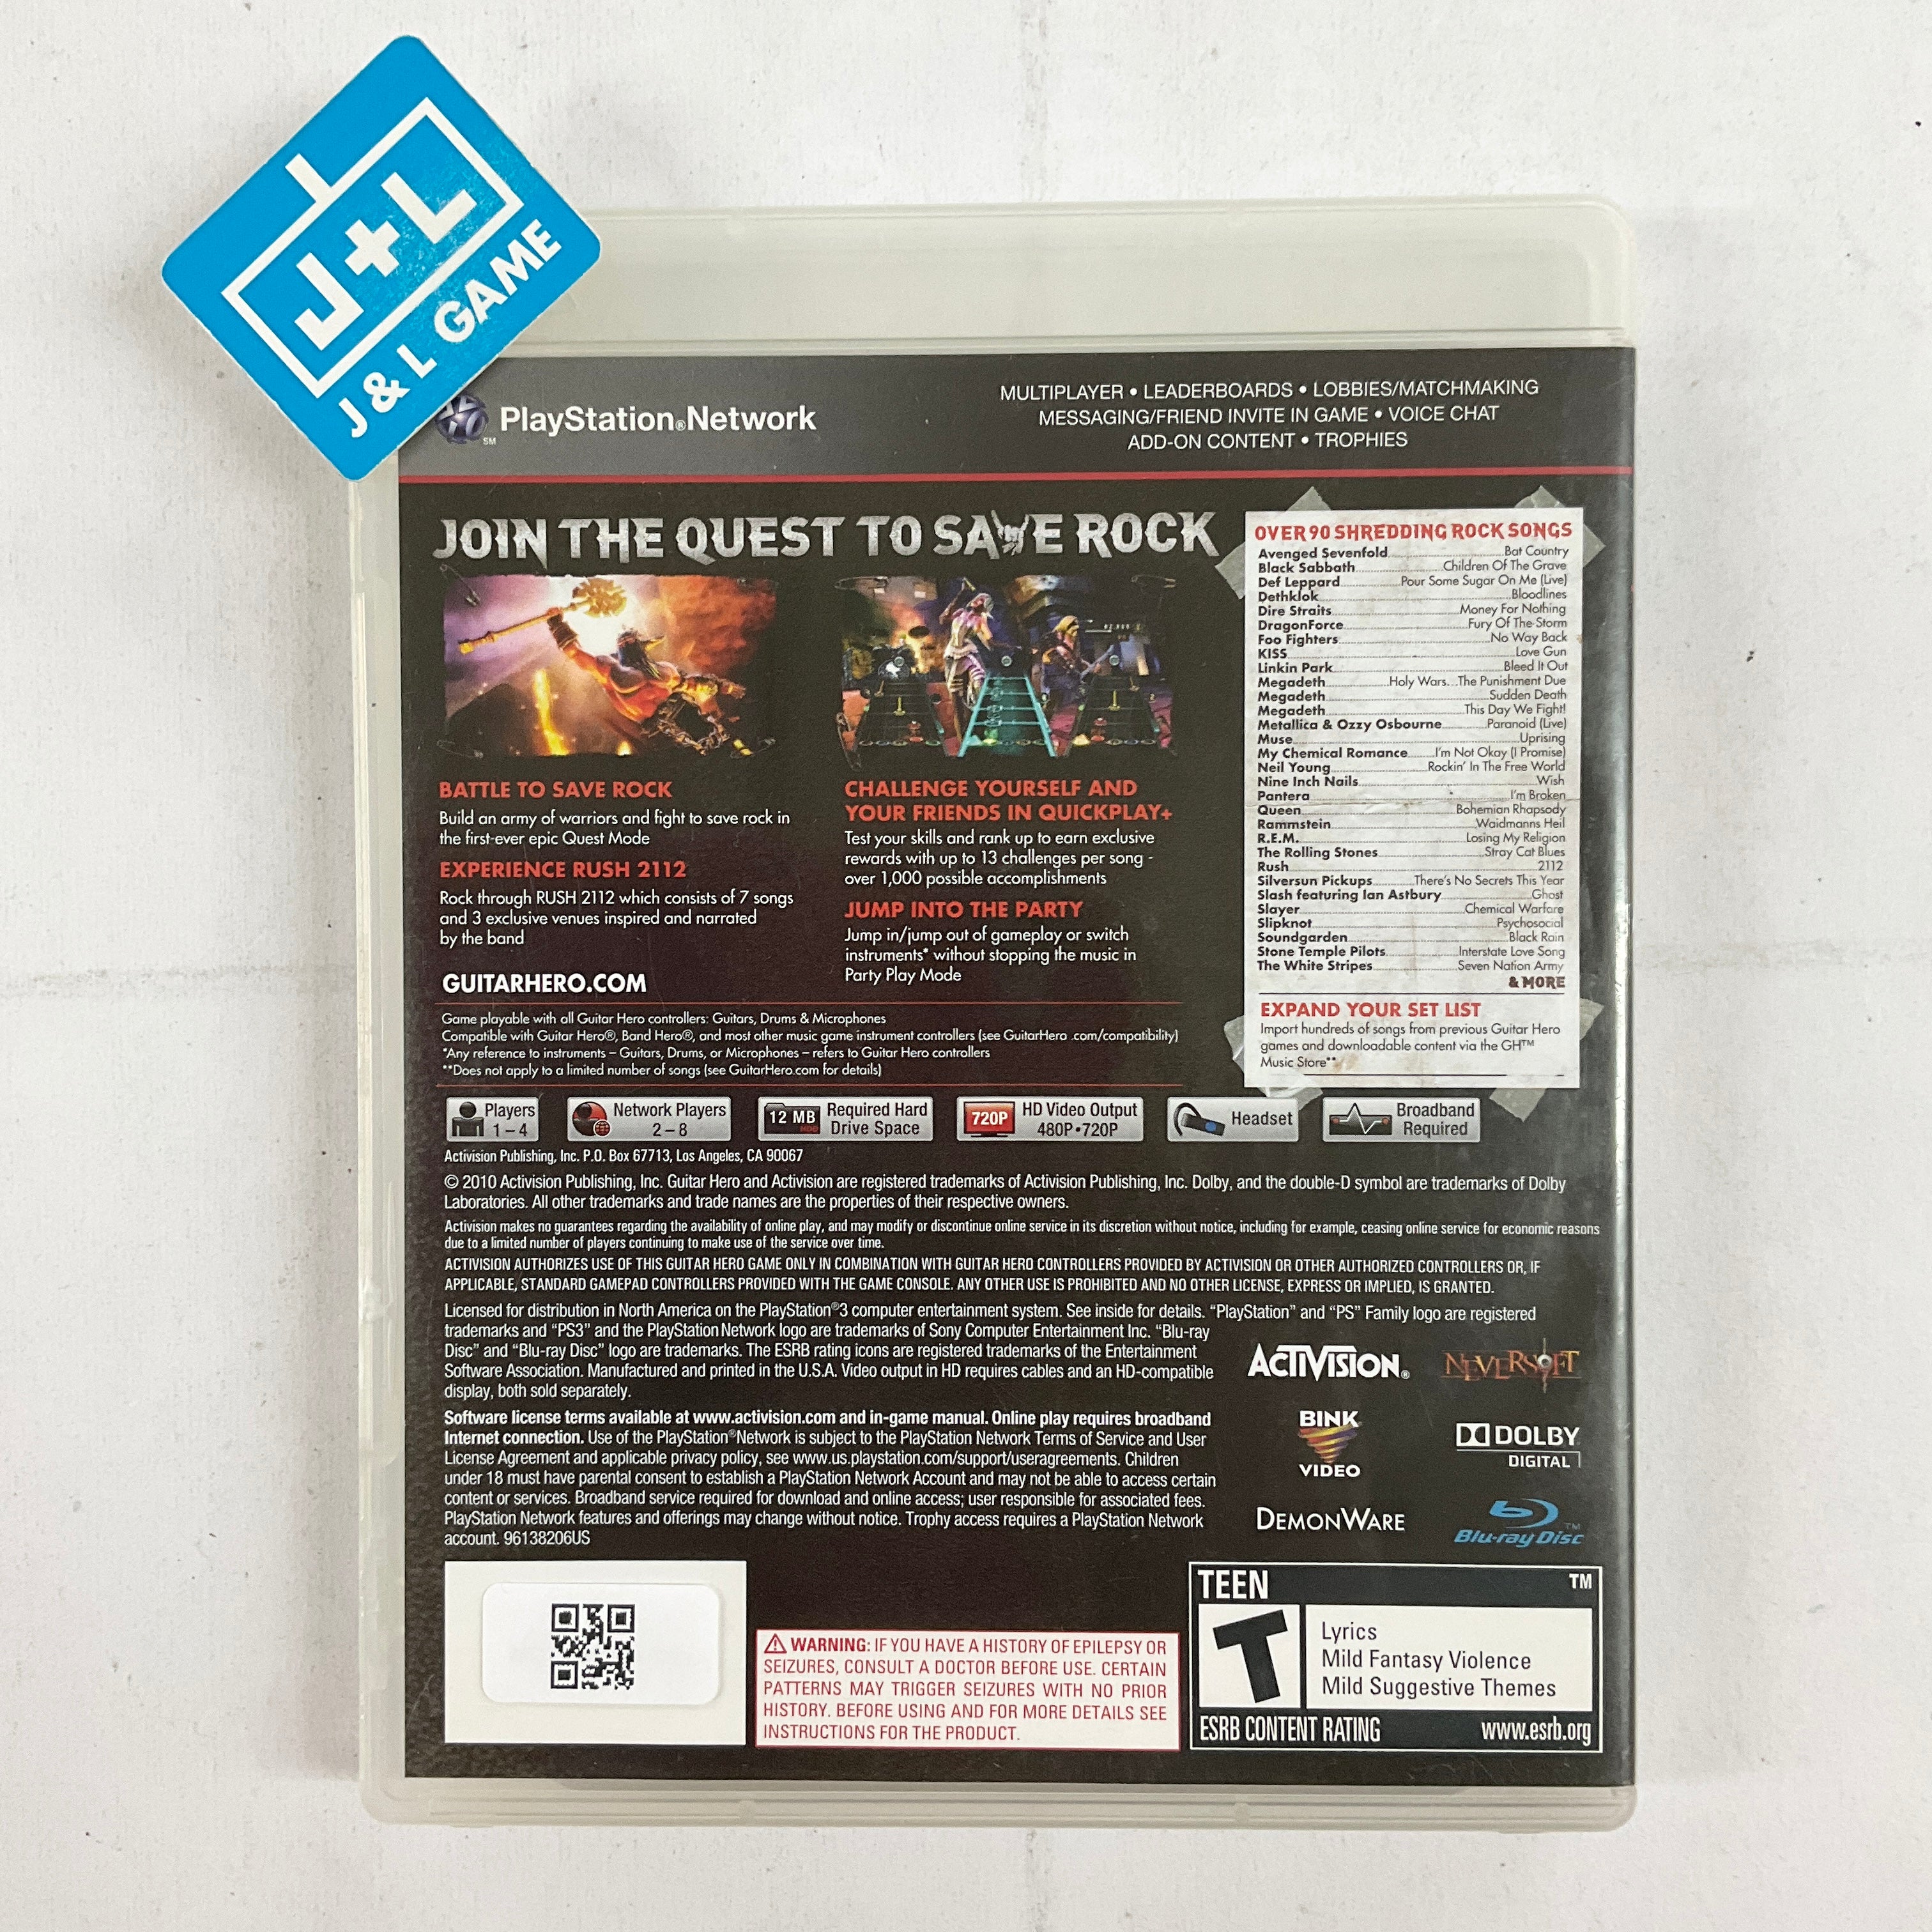 J+L
J & L GAME
PlayStation®Network
SM
MULTIPLAYER • LEADERBOARDS • LOBBIES/MATCHMAKING
MESSAGING/FRIEND INVITE IN GAME • VOICE CHAT
ADD-ON CONTENT • TROPHIES
JOIN THE QUEST TO SAVE ROCK
BATTLE TO SAVE ROCK
Build an army of warriors and fight to save rock in
the first-ever epic Quest Mode
EXPERIENCE RUSH 2112
Rock through RUSH 2112 which consists of 7 songs
and 3 exclusive venues inspired and narrated
by the band
GUITARHERO.COM
CHALLENGE YOURSELF AND
YOUR FRIENDS IN QUICKPLAY+
Test your skills and rank up to earn exclusive
rewards with up to 13 challenges per song -
over 1,000 possible accomplishments
JUMP INTO THE PARTY
Jump in/jump out of gameplay or switch
instruments* without stopping the music in
Party Play Mode
OVER 90 SHREDDING ROCK SONGS
Avenged Sevenfold Bat Country
Black Sabbath Children Of The Grave
Def Leppard Pour Some Sugar On Me (Live)
Dethklok Bloodlines
Dire Straits Money For Nothing
DragonForce Fury Of The Storm
Foo Fighters No Way Back
KISS Love Gun
Linkin Park Bleed It Out
Megadeth Holy Wars...The Punishment Due
Megadeth Sudden Death
Megadeth This Day We Fight!
Metallica & Ozzy Osbourne Paranoid (Live)
Muse Uprising
My Chemical Romance I'm Not Okay (I Promise)
Neil Young Rockin' In The Free World
Nine Inch Nails Wish
Pantera I'm Broken
Queen Bohemian Rhapsody
Rammstein Waidmanns Heil
R.E.M. Losing My Religion
The Rolling Stones Stray Cat Blues
Rush 2112
Silversun Pickups There's No Secrets This Year
Slash featuring Ian Astbury Ghost
Slayer Chemical Warfare
Slipknot Psychosocial
Soundgarden Black Rain
Stone Temple Pilots Interstate Love Song
The White Stripes Seven Nation Army
& MORE
EXPAND YOUR SET LIST
Import hundreds of songs from previous Guitar Hero
games and downloadable content via the GH™
Music Store**
Game playable with all Guitar Hero controllers: Guitars, Drums & Microphones
Compatible with Guitar Hero®, Band Hero®, and most other music game instrument controllers (see GuitarHero .com/compatibility)
*Any reference to instruments – Guitars, Drums, or Microphones – refers to Guitar Hero controllers
**Does not apply to a limited number of songs (see GuitarHero.com for details)
Players
1 – 4
Network Players
2 – 8
12 MB
HDD
Required Hard
Drive Space
720P
HD Video Output
480P•720P
Headset
Broadband
Required
Activision Publishing, Inc. P.O. Box 67713, Los Angeles, CA 90067
© 2010 Activision Publishing, Inc. Guitar Hero and Activision are registered trademarks of Activision Publishing, Inc. Dolby, and the double-D symbol are trademarks of Dolby
Laboratories. All other trademarks and trade names are the properties of their respective owners.
Activision makes no guarantees regarding the availability of online play, and may modify or discontinue online service in its discretion without notice, including for example, ceasing online service for economic reasons
due to a limited number of players continuing to make use of the service over time.
ACTIVISION AUTHORIZES USE OF THIS GUITAR HERO GAME ONLY IN COMBINATION WITH GUITAR HERO CONTROLLERS PROVIDED BY ACTIVISION OR OTHER AUTHORIZED CONTROLLERS OR, IF
APPLICABLE, STANDARD GAMEPAD CONTROLLERS PROVIDED WITH THE GAME CONSOLE. ANY OTHER USE IS PROHIBITED AND NO OTHER LICENSE, EXPRESS OR IMPLIED, IS GRANTED.
Licensed for distribution in North America on the PlayStation®3 computer entertainment system. See inside for details. “PlayStation” and “PS” Family logo are registered
trademarks and “PS3” and the PlayStation Network logo are trademarks of Sony Computer Entertainment Inc. “Blu-ray
Disc” and “Blu-ray Disc” logo are trademarks. The ESRB rating icons are registered trademarks of the Entertainment
Software Association. Manufactured and printed in the U.S.A. Video output in HD requires cables and an HD-compatible
display, both sold separately.
Software license terms available at www.activision.com and in-game manual. Online play requires broadband
Internet connection. Use of the PlayStation®Network is subject to the PlayStation Network Terms of Service and User
License Agreement and applicable privacy policy, see www.us.playstation.com/support/useragreements. Children
under 18 must have parental consent to establish a PlayStation Network Account and may not be able to access certain
content or services. Broadband service required for download and online access; user responsible for associated fees.
PlayStation Network features and offerings may change without notice. Trophy access requires a PlayStation Network
account. 96138206US
ACTIVISION®
NEVERSOFT
BINK
VIDEO
DOLBY
DIGITAL
DEMONWARE
Blu-ray Disc™
WARNING: IF YOU HAVE A HISTORY OF EPILEPSY OR
SEIZURES, CONSULT A DOCTOR BEFORE USE. CERTAIN
PATTERNS MAY TRIGGER SEIZURES WITH NO PRIOR
HISTORY. BEFORE USING AND FOR MORE DETAILS SEE
INSTRUCTIONS FOR THE PRODUCT.
TEEN
TM
T
Lyrics
Mild Fantasy Violence
Mild Suggestive Themes
ESRB CONTENT RATING www.esrb.org